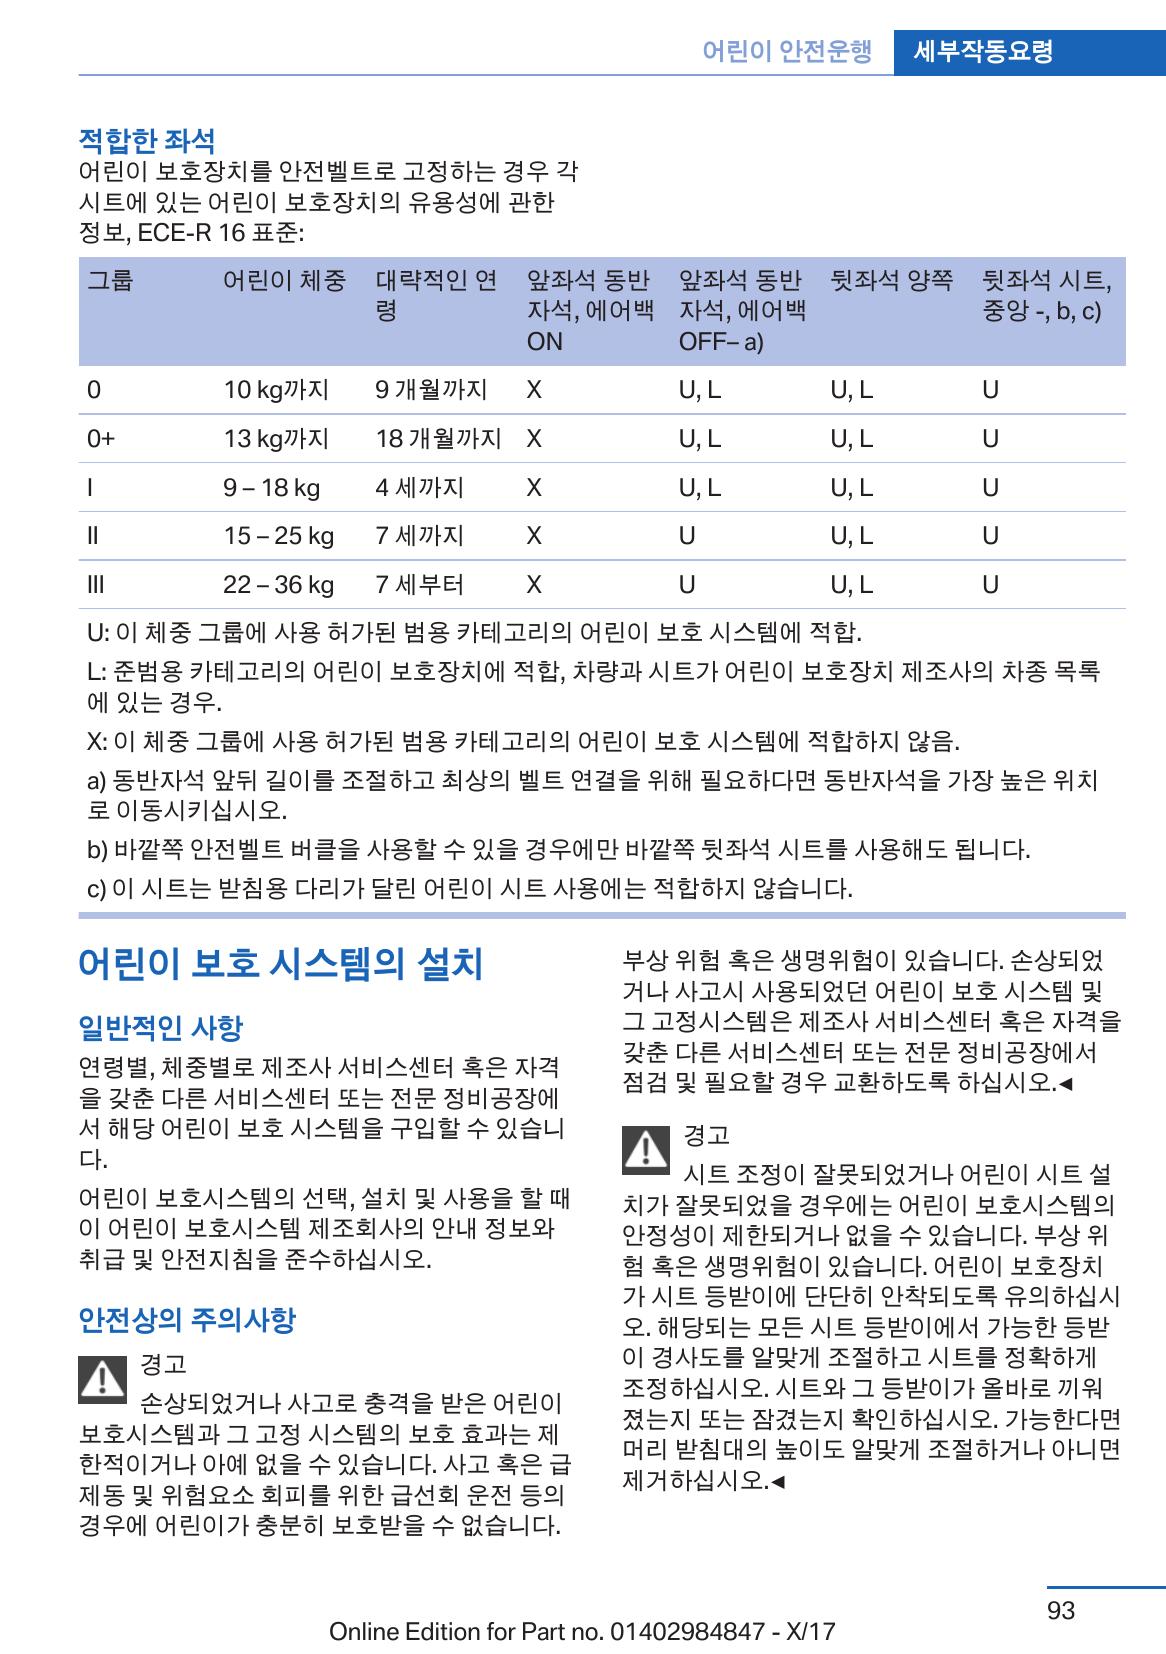 어린이 안전운행 세부작동요령
적합한 좌석
어린이 보호장치를 안전벨트로 고정하는 경우 각
시트에 있는 어린이 보호장치의 유용성에 관한
정보, ECE-R 16 표준:
그룹 어린이 체중 대략적인 연 앞좌석 동반 앞좌석 동반 뒷좌석 양쪽 뒷좌석 시트,
령 자석, 에어백 자석, 에어백 중앙 -, b, c)
ON OFF– a)
0 10 kg까지 9 개월까지 X U, L U, L U
0+ 13 kg까지 18 개월까지 X U, L U, L U
I 9 – 18 kg 4 세까지 X U, L U, L U
II 15 – 25 kg 7 세까지 X U U, L U
III 22 – 36 kg 7 세부터 X U U, L U
U: 이 체중 그룹에 사용 허가된 범용 카테고리의 어린이 보호 시스템에 적합.
L: 준범용 카테고리의 어린이 보호장치에 적합, 차량과 시트가 어린이 보호장치 제조사의 차종 목록
에 있는 경우.
X: 이 체중 그룹에 사용 허가된 범용 카테고리의 어린이 보호 시스템에 적합하지 않음.
a) 동반자석 앞뒤 길이를 조절하고 최상의 벨트 연결을 위해 필요하다면 동반자석을 가장 높은 위치
로 이동시키십시오.
b) 바깥쪽 안전벨트 버클을 사용할 수 있을 경우에만 바깥쪽 뒷좌석 시트를 사용해도 됩니다.
c) 이 시트는 받침용 다리가 달린 어린이 시트 사용에는 적합하지 않습니다.
어린이 보호 시스템의 설치
일반적인 사항
연령별, 체중별로 제조사 서비스센터 혹은 자격
을 갖춘 다른 서비스센터 또는 전문 정비공장에
서 해당 어린이 보호 시스템을 구입할 수 있습니
다.
어린이 보호시스템의 선택, 설치 및 사용을 할 때
이 어린이 보호시스템 제조회사의 안내 정보와
취급 및 안전지침을 준수하십시오.
안전상의 주의사항
경고
손상되었거나 사고로 충격을 받은 어린이
보호시스템과 그 고정 시스템의 보호 효과는 제
한적이거나 아예 없을 수 있습니다. 사고 혹은 급
제동 및 위험요소 회피를 위한 급선회 운전 등의
경우에 어린이가 충분히 보호받을 수 없습니다.
부상 위험 혹은 생명위험이 있습니다. 손상되었
거나 사고시 사용되었던 어린이 보호 시스템 및
그 고정시스템은 제조사 서비스센터 혹은 자격을
갖춘 다른 서비스센터 또는 전문 정비공장에서
점검 및 필요할 경우 교환하도록 하십시오.◀
경고
시트 조정이 잘못되었거나 어린이 시트 설
치가 잘못되었을 경우에는 어린이 보호시스템의
안정성이 제한되거나 없을 수 있습니다. 부상 위
험 혹은 생명위험이 있습니다. 어린이 보호장치
가 시트 등받이에 단단히 안착되도록 유의하십시
오. 해당되는 모든 시트 등받이에서 가능한 등받
이 경사도를 알맞게 조절하고 시트를 정확하게
조정하십시오. 시트와 그 등받이가 올바로 끼워
졌는지 또는 잠겼는지 확인하십시오. 가능한다면
머리 받침대의 높이도 알맞게 조절하거나 아니면
제거하십시오.◀
93
Online Edition for Part no. 01402984847 - X/17